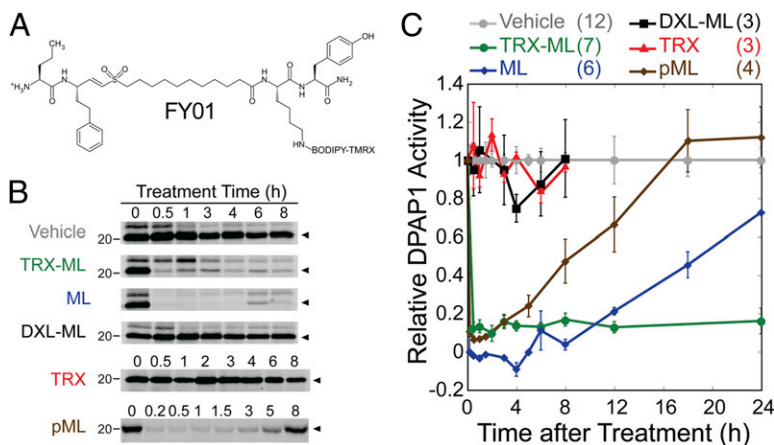 A
CH3
+H3N
O
N
H
O
S
O
H
N
O
H
N
O
N
H
O
NH2
OH
HN
BODIPY-TMRX
FY01
B
Treatment Time (h)
0 0.5 1 3 4 6 8
Vehicle 20
TRX-ML 20
ML
DXL-ML 20
0 0.5 1 2 3 4 6 8
TRX 20
0 0.2 0.5 1 1.5 3 5 8
pML 20
C
Vehicle (12) DXL-ML (3)
TRX-ML (7) TRX (3)
ML (6) pML (4)
Relative DPAP1 Activity
1.4
1.2
1
0.8
0.6
0.4
0.2
0
-0.2
0 4 8 12 16 20 24
Time after Treatment (h)